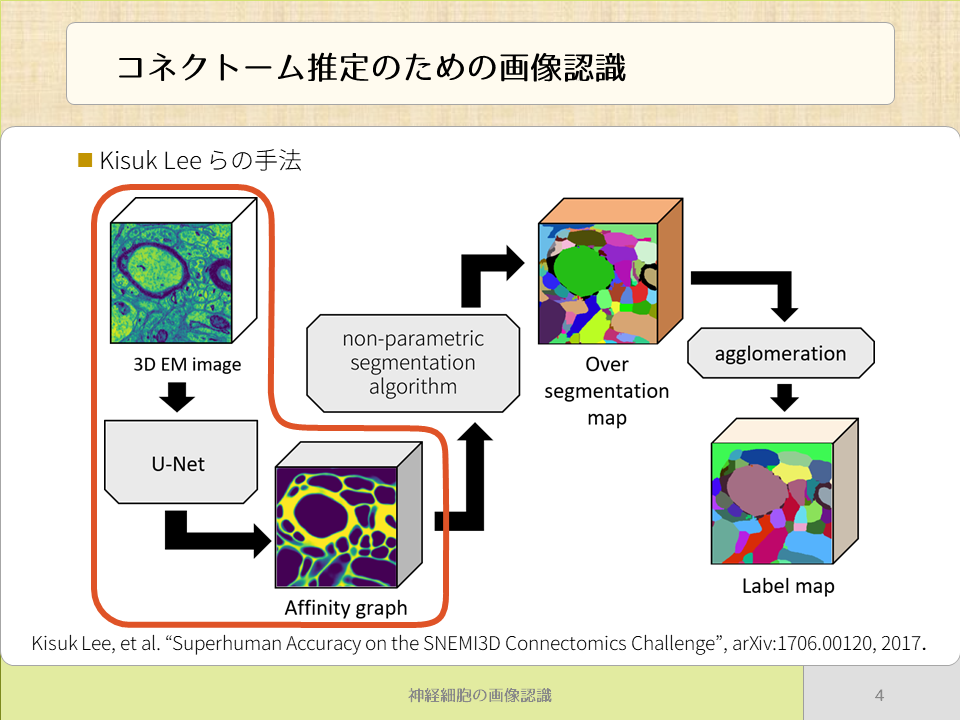 コネクトーム推定のための画像認識
Kisuk Lee らの手法
3D EM image
U-Net
Affinity graph
non-parametric
segmentation
algorithm
Over
segmentation
map
agglomeration
Label map
Kisuk Lee, et al. “Superhuman Accuracy on the SNEMI3D Connectomics Challenge”, arXiv:1706.00120, 2017.
神経細胞の画像認識
4